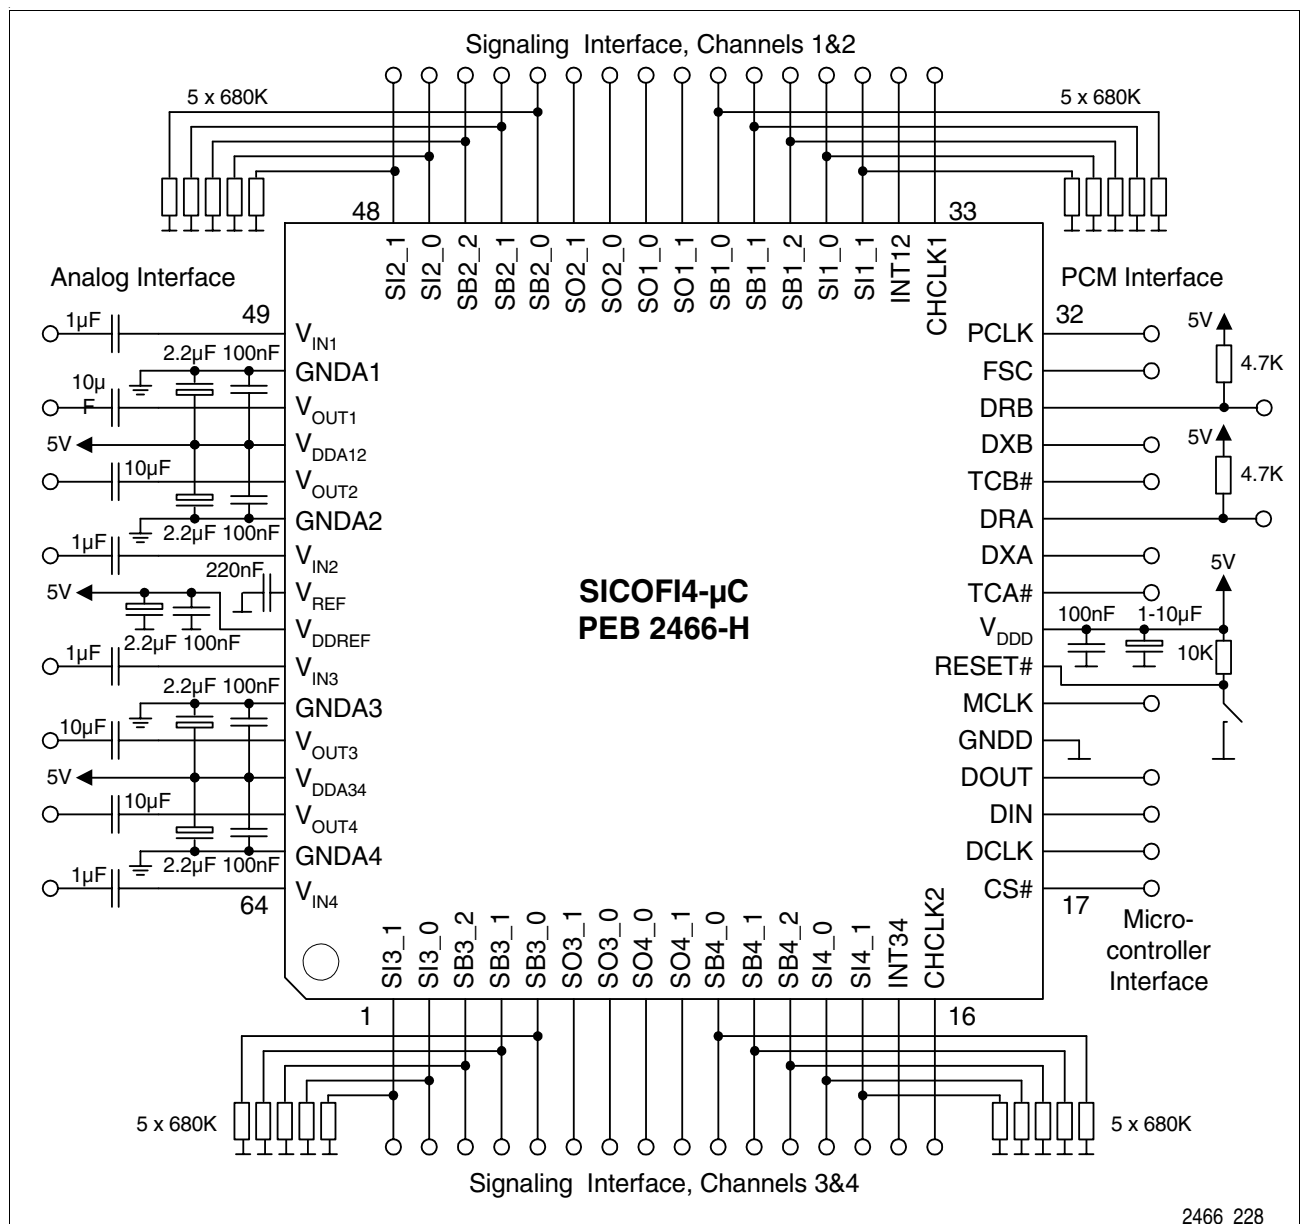 Signaling Interface, Channels 1&2
5 x 680K
5 x 680K
48
33
SI2_1
SI2_0
SB2_2
SB2_1
SB2_0
SO2_1
SO2_0
SO1_0
SO1_1
SB1_0
SB1_1
SB1_2
SI1_0
SI1_1
INT12
CHCLK1
Analog Interface
PCM Interface
1µF
49
VIN1
2.2µF 100nF
GNDA1
10µ
F
VOUT1
5V
VDDA12
10µF
VOUT2
GNDA2
2.2µF 100nF
1µF
VIN2
220nF
VREF
5V
VDDREF
2.2µF 100nF
1µF
VIN3
2.2µF 100nF
GNDA3
10µF
VOUT3
5V
VDDA34
10µF
VOUT4
GNDA4
2.2µF 100nF
1µF
64
VIN4
SICOFI4-µC
PEB 2466-H
32
PCLK
5V
FSC
4.7K
DRB
DXB
5V
TCB#
4.7K
DRA
DXA
5V
TCA#
VDDD
100nF
1-10µF
RESET#
10K
MCLK
GNDD
DOUT
DIN
DCLK
CS#
17
Micro-
controller
Interface
SI3_1
SI3_0
SB3_2
SB3_1
SB3_0
SO3_1
SO3_0
SO4_0
SO4_1
SB4_0
SB4_1
SB4_2
SI4_0
SI4_1
INT34
CHCLK2
1
16
5 x 680K
5 x 680K
Signaling Interface, Channels 3&4
2466_228